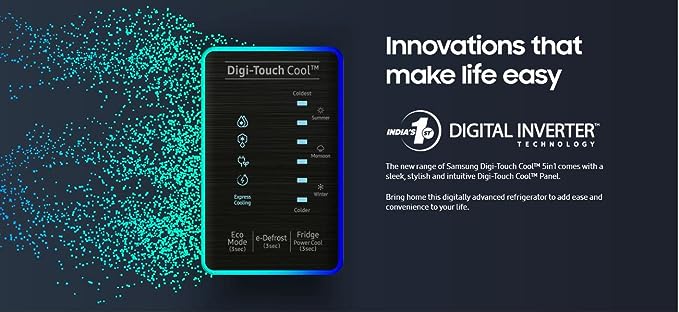 Innovations that
make life easy
INDIA'S 1ST DIGITAL INVERTER™
TECHNOLOGY
The new range of Samsung Digi-Touch Cool™ 5in1 comes with a
sleek, stylish and intuitive Digi-Touch Cool™ Panel.
Bring home this digitally advanced refrigerator to add ease and
convenience to your life.
Digi-Touch Cool™
Coldest
Summer
Monsoon
Winter
Colder
Express
Cooling
Eco
Mode
(3sec)
e-Defrost
(3sec)
Fridge
Power Cool
(3sec)